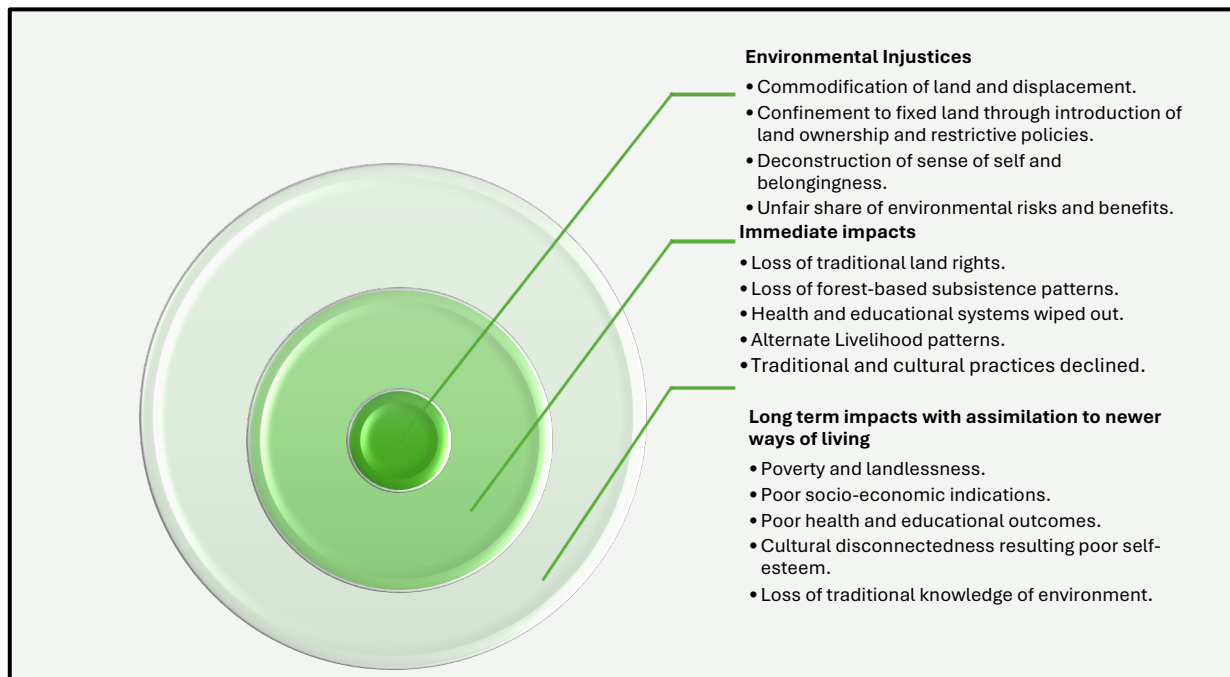 Environmental Injustices
•Commodification of land and displacement.
•Confinement to fixed land through introduction of
land ownership and restrictive policies.
•Deconstruction of sense of self and
belongingness.
•Unfair share of environmental risks and benefits.
Immediate impacts
•Loss of traditional land rights.
•Loss of forest-based subsistence patterns.
•Health and educational systems wiped out.
•Alternate Livelihood patterns.
•Traditional and cultural practices declined.
Long term impacts with assimilation to newer
ways of living
•Poverty and landlessness.
•Poor socio-economic indications.
•Poor health and educational outcomes.
•Cultural disconnectedness resulting poor self-
esteem.
•Loss of traditional knowledge of environment.